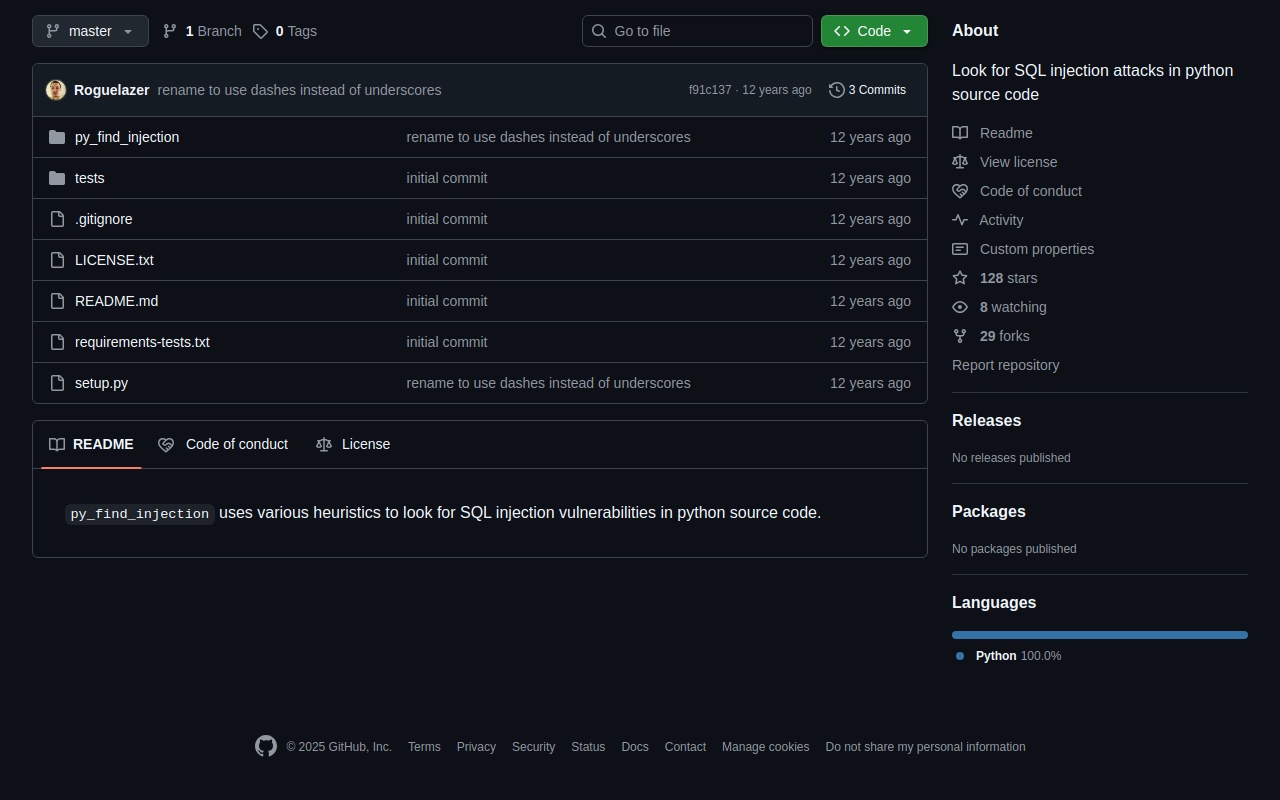 master 1 Branch 0 Tags Go to file Code
Roguelazer rename to use dashes instead of underscores f91c137 · 12 years ago 3 Commits
py_find_injection rename to use dashes instead of underscores 12 years ago
tests initial commit 12 years ago
.gitignore initial commit 12 years ago
LICENSE.txt initial commit 12 years ago
README.md initial commit 12 years ago
requirements-tests.txt initial commit 12 years ago
setup.py rename to use dashes instead of underscores 12 years ago
README Code of conduct License
py_find_injection uses various heuristics to look for SQL injection vulnerabilities in python source code.
About
Look for SQL injection attacks in python
source code
Readme
View license
Code of conduct
Activity
Custom properties
128 stars
8 watching
29 forks
Report repository
Releases
No releases published
Packages
No packages published
Languages
Python 100.0%
© 2025 GitHub, Inc. Terms Privacy Security Status Docs Contact Manage cookies Do not share my personal information